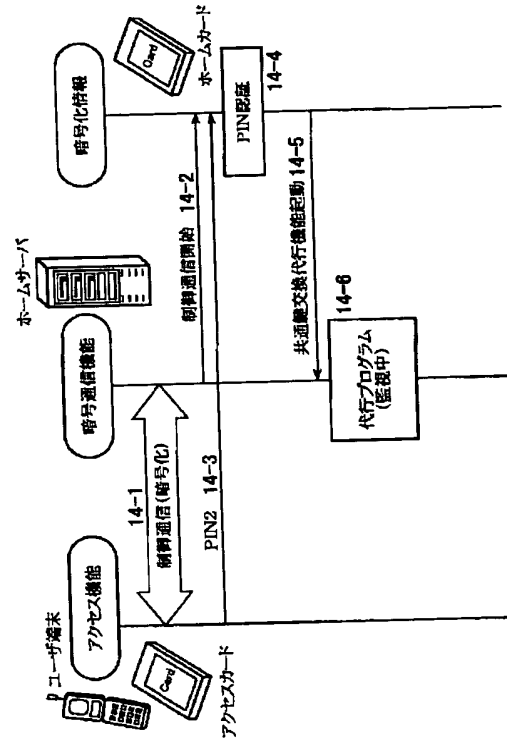 ユーザ端末
Card
アクセスカード
アクセス機能
ホームサーバ
暗号通信機能
Card
ホームカード
暗号化情報
14-1
制御通信(暗号化)
制御通信開始 14-2
PIN2 14-3
PIN認証
14-4
共通鍵交換代行機能起動 14-5
14-6
代行プログラム
(監視中)